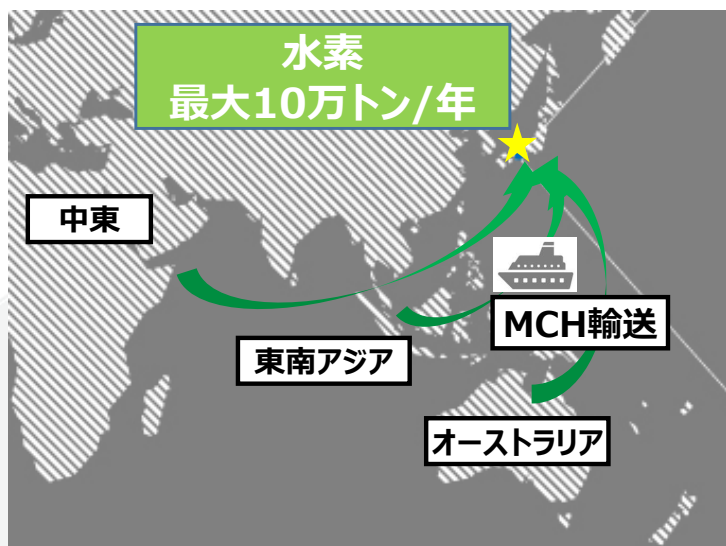 水素
最大10万トン/年
中東
MCH輸送
東南アジア
オーストラリア